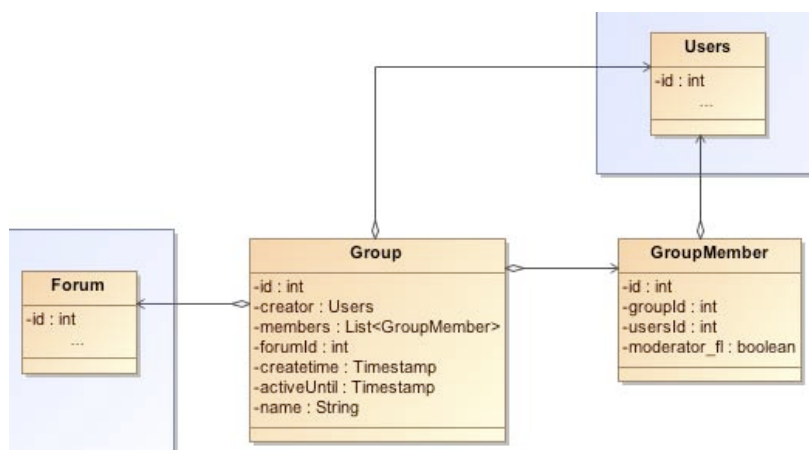 Users
-id : int
...
Forum
-id : int
...
Group
-id : int
-creator : Users
-members : List<GroupMember>
-forumId : int
-createtime : Timestamp
-activeUntil : Timestamp
-name : String
GroupMember
-id : int
-groupId : int
-usersId : int
-moderator_fl : boolean